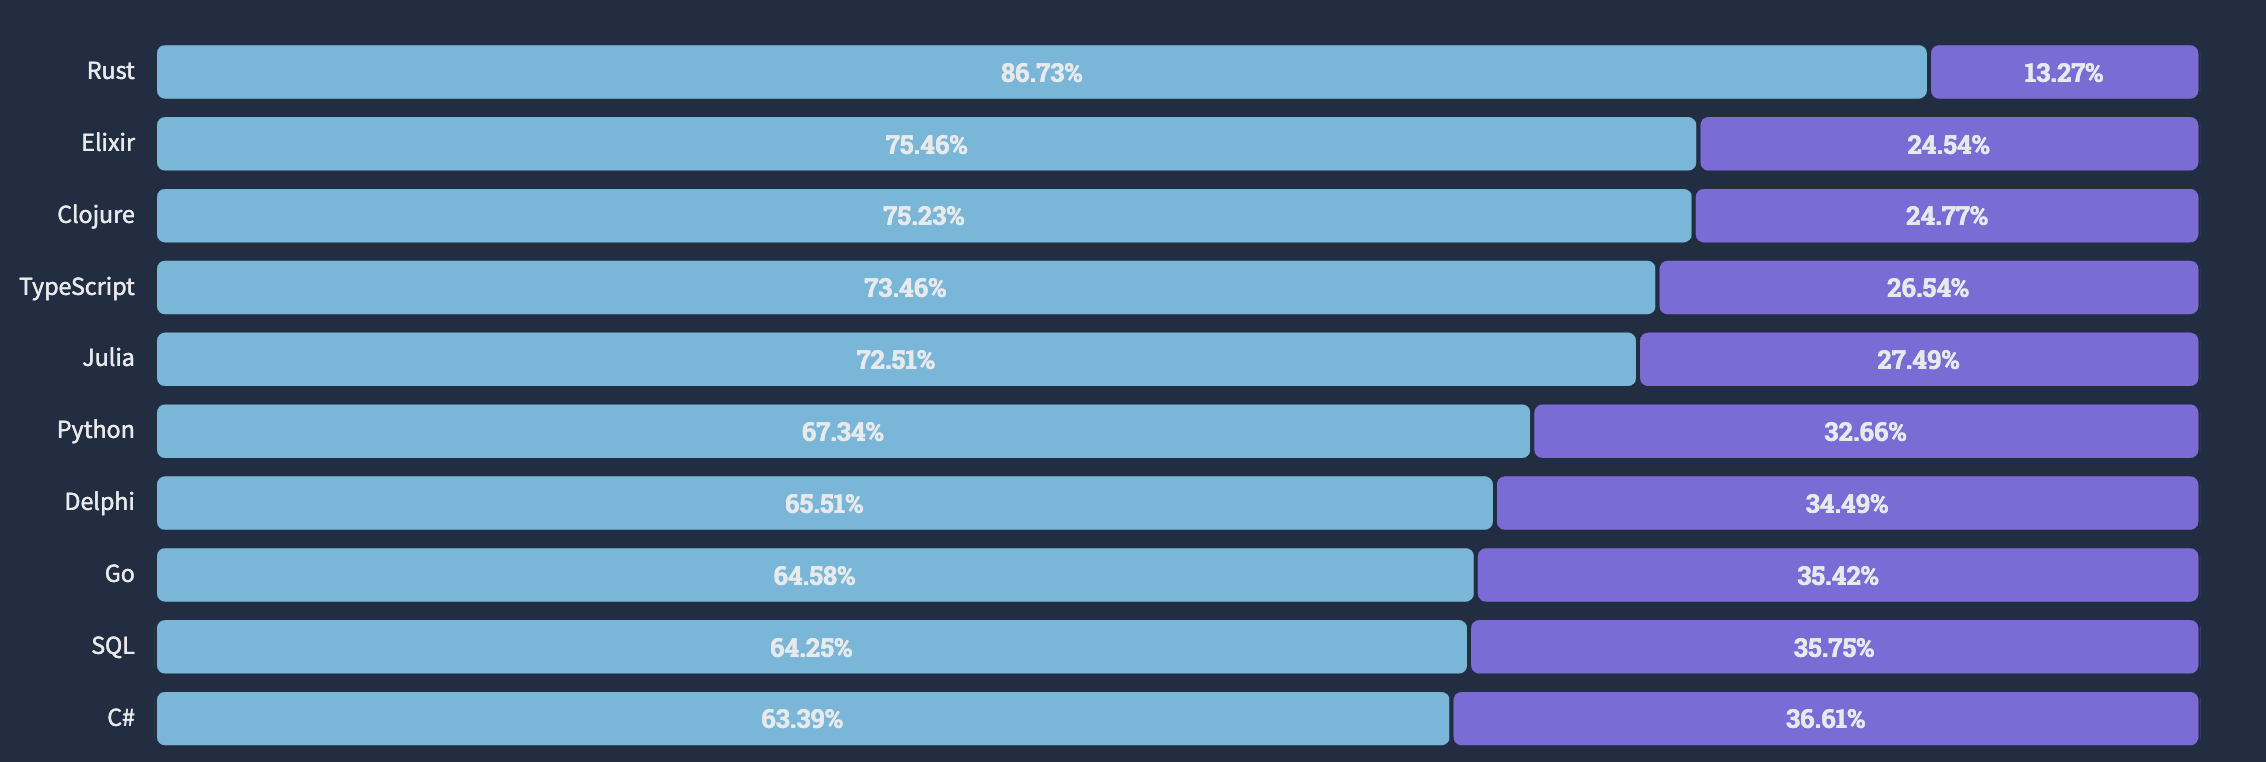 Rust 86.73% 13.27%
Elixir 75.46% 24.54%
Clojure 75.23% 24.77%
TypeScript 73.46% 26.54%
Julia 72.51% 27.49%
Python 67.34% 32.66%
Delphi 65.51% 34.49%
Go 64.58% 35.42%
SQL 64.25% 35.75%
C# 63.39% 36.61%